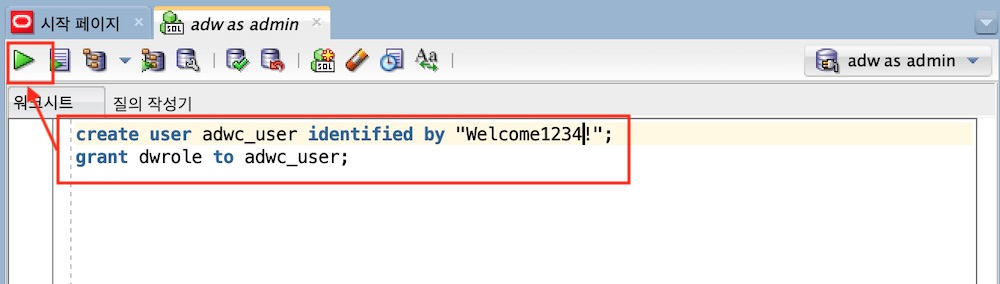 시작 페이지
adw as admin
adw as admin
워크시트
질의 작성기
create user adwc_user identified by "Welcome1234!";
grant dwrole to adwc_user;